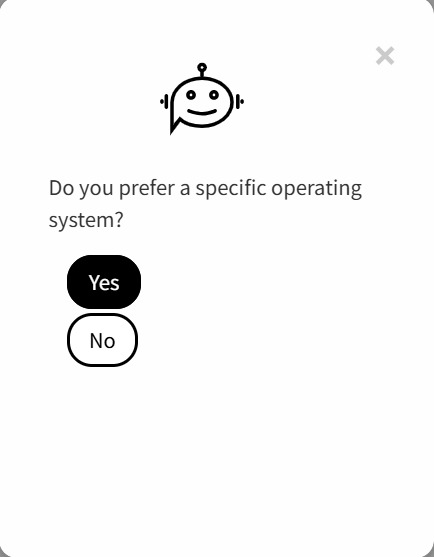 Do you prefer a specific operating
system?
Yes
No